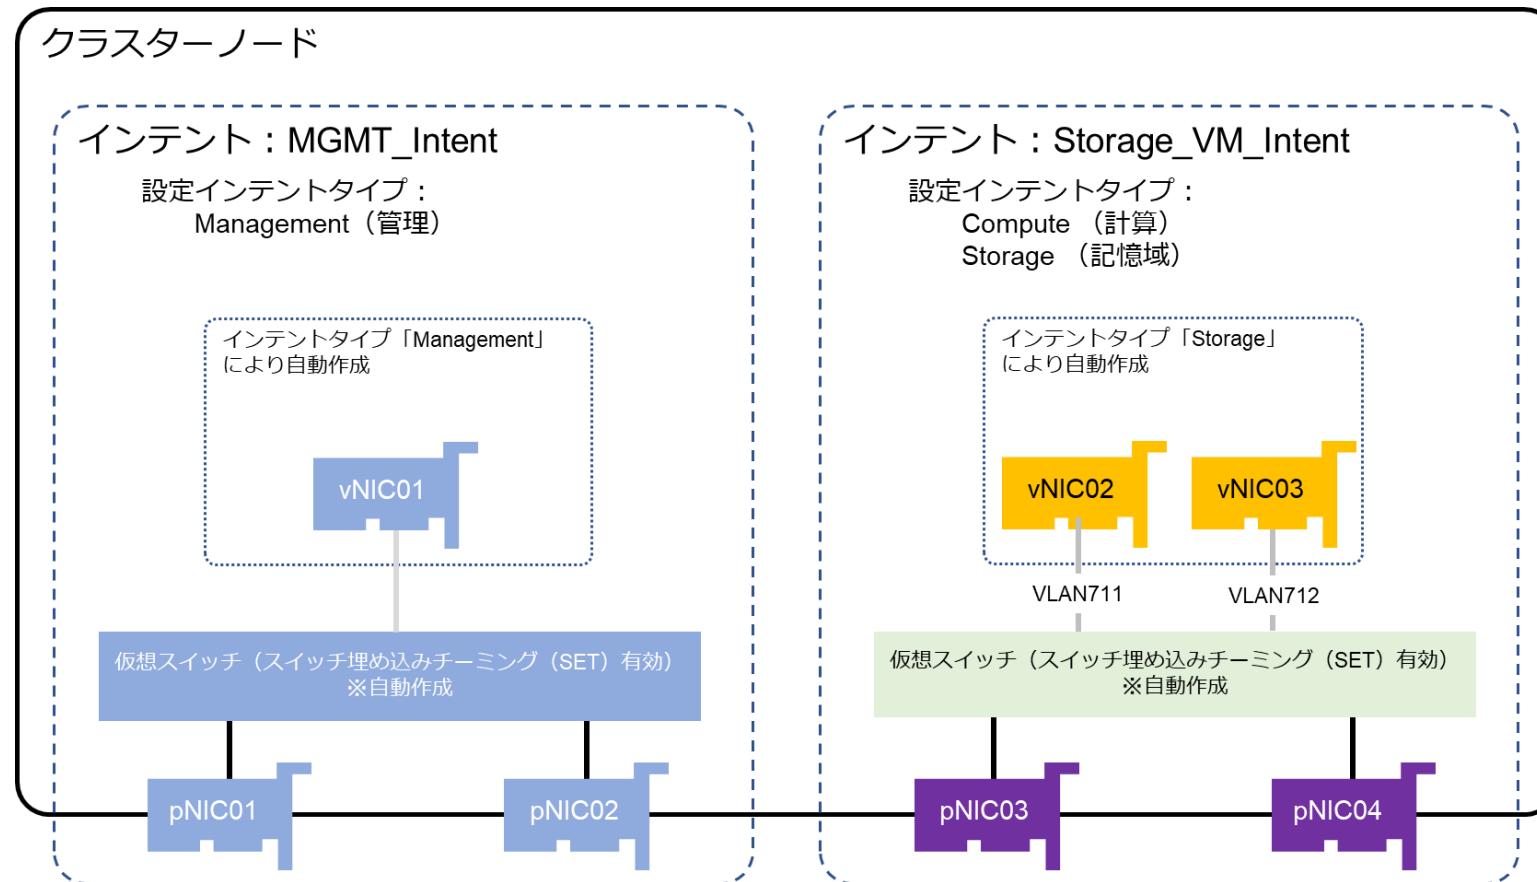 クラスターノード
インテント：MGMT_Intent
設定インテントタイプ：
Management（管理）
インテントタイプ「Management」
により自動作成
vNIC01
仮想スイッチ（スイッチ埋め込みチーミング（SET）有効）
※自動作成
pNIC01
pNIC02
インテント：Storage_VM_Intent
設定インテントタイプ：
Compute （計算）
Storage （記憶域）
インテントタイプ「Storage」
により自動作成
vNIC02
vNIC03
VLAN711
VLAN712
仮想スイッチ（スイッチ埋め込みチーミング（SET）有効）
※自動作成
pNIC03
pNIC04